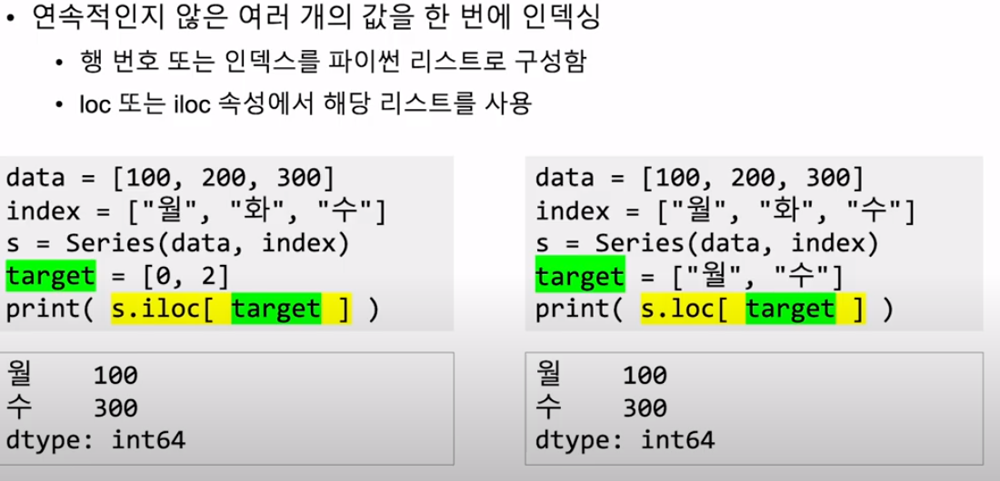 • 연속적인지 않은 여러 개의 값을 한 번에 인덱싱
• 행 번호 또는 인덱스를 파이썬 리스트로 구성함
• loc 또는 iloc 속성에서 해당 리스트를 사용
data = [100, 200, 300]
index = ["월", "화", "수"]
s = Series(data, index)
target = [0, 2]
print( s.iloc[ target ] )
월    100
수    300
dtype: int64
data = [100, 200, 300]
index = ["월", "화", "수"]
s = Series(data, index)
target = ["월", "수"]
print( s.loc[ target ] )
월    100
수    300
dtype: int64